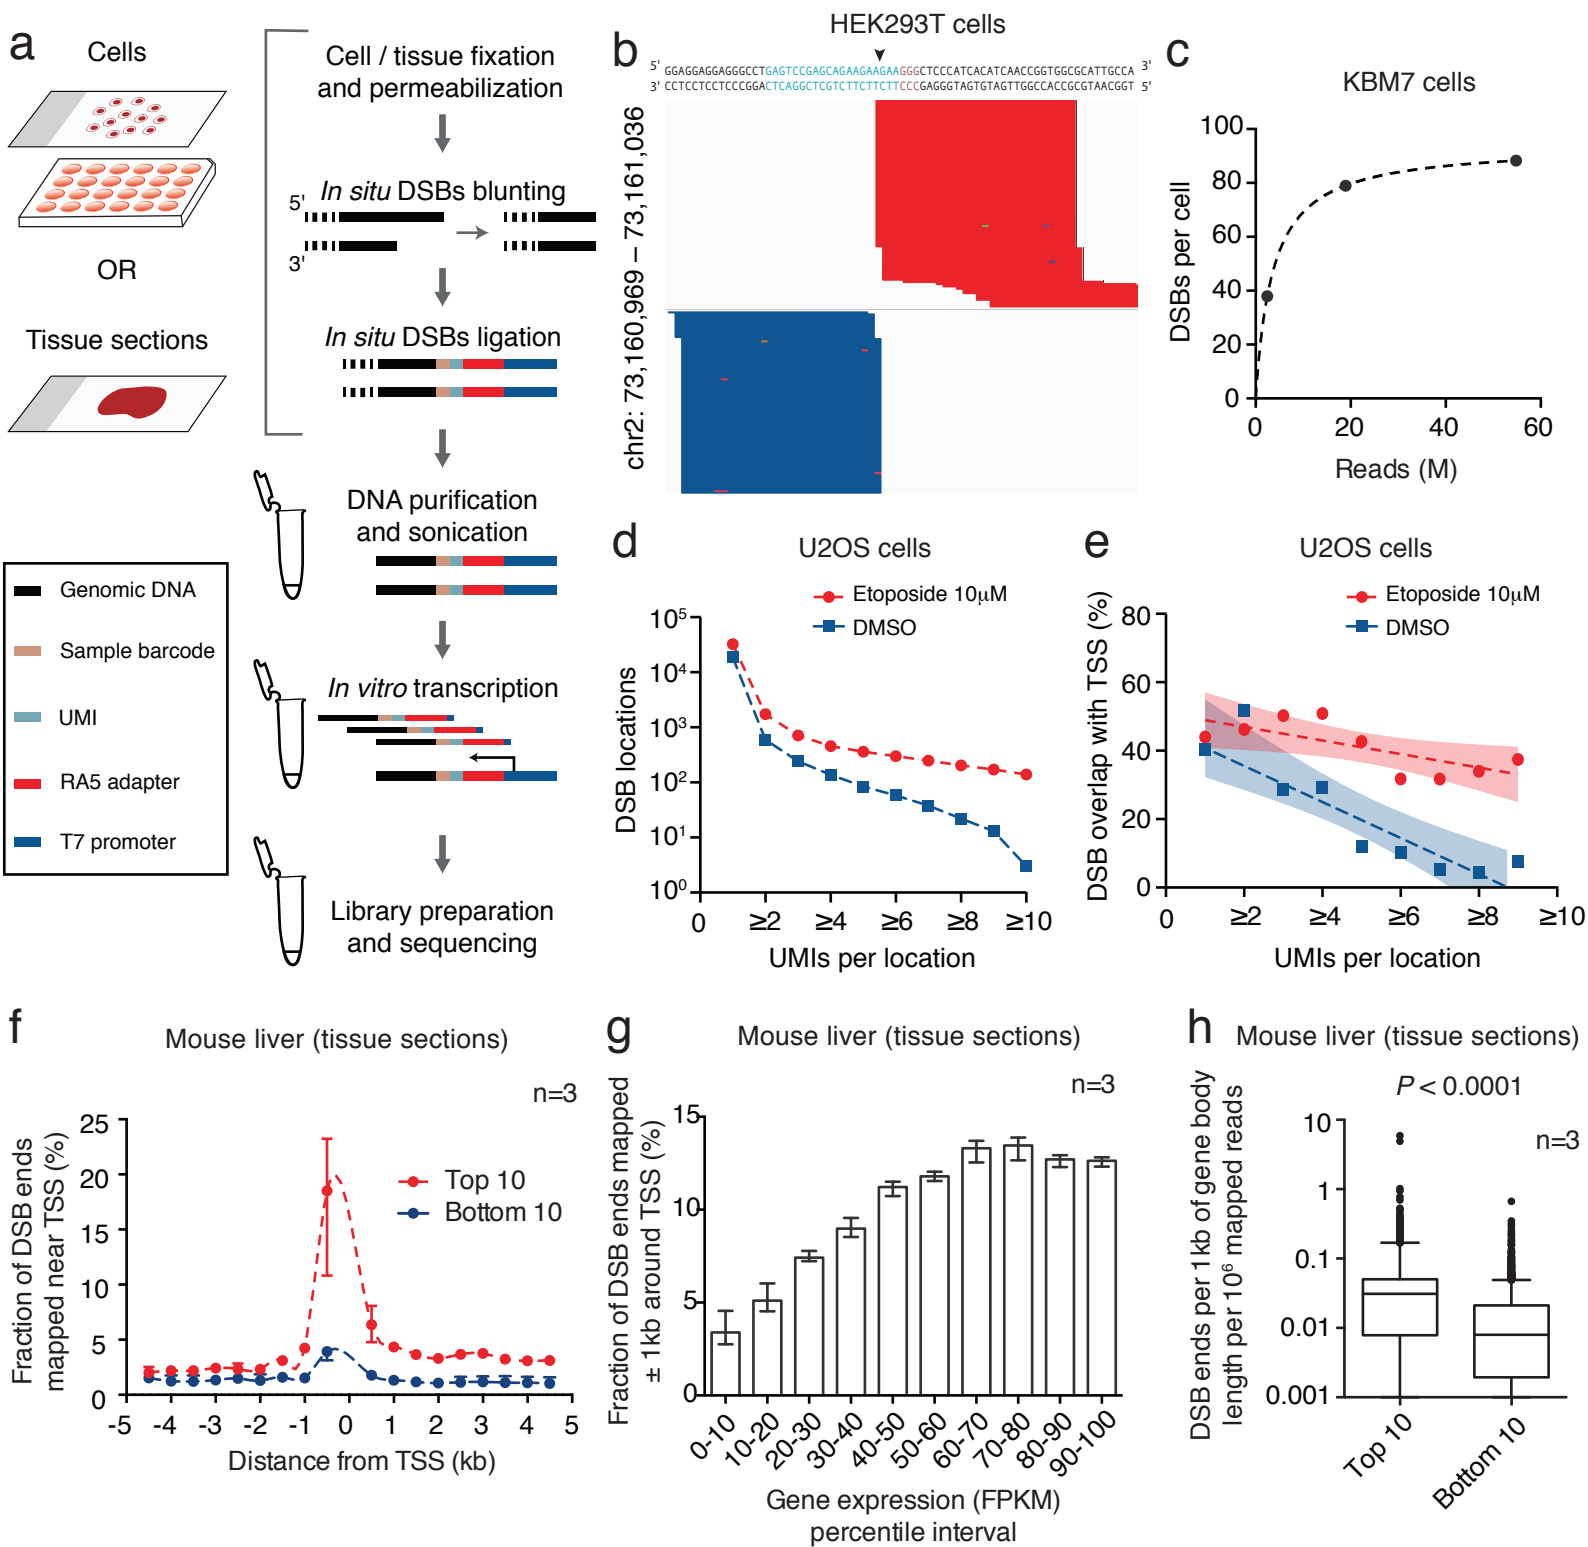 a
Cells
OR
Tissue sections
Cell / tissue fixation
and permeabilization
In situ DSBs blunting
5'
3'
In situ DSBs ligation
DNA purification
and sonication
In vitro transcription
Library preparation
and sequencing
Genomic DNA
Sample barcode
UMI
RA5 adapter
T7 promoter
b
HEK293T cells
5' GGAGGAGGAGGGCCTGAGTCCGAGCAGAAGAAGAAGGGCTCCCATCACATCAACCGGTGGCGCATTGCCA 3'
3' CCTCCTCCTCCCGGACTCAGGCTCGTCTTCTTCTTCCCGAGGGTAGTGTAGTTGGCCACCGCGTAACGGT 5'
chr2: 73,160,969 – 73,161,036
c
KBM7 cells
DSBs per cell
100
80
60
40
20
0
0 20 40 60
Reads (M)
d
U2OS cells
Etoposide 10μM
DMSO
DSB locations
10⁵
10⁴
10³
10²
10¹
10⁰
0 ≥2 ≥4 ≥6 ≥8 ≥10
UMIs per location
e
U2OS cells
Etoposide 10μM
DMSO
DSB overlap with TSS (%)
80
60
40
20
0
0 ≥2 ≥4 ≥6 ≥8 ≥10
UMIs per location
f
Mouse liver (tissue sections)
n=3
Fraction of DSB ends
mapped near TSS (%)
25
20
15
10
5
0
Top 10
Bottom 10
-5 -4 -3 -2 -1 0 1 2 3 4 5
Distance from TSS (kb)
g
Mouse liver (tissue sections)
n=3
Fraction of DSB ends mapped
± 1kb around TSS (%)
15
10
5
0
0-10 10-20 20-30 30-40 40-50 50-60 60-70 70-80 80-90 90-100
Gene expression (FPKM)
percentile interval
h
Mouse liver (tissue sections)
P < 0.0001
n=3
DSB ends per 1kb of gene body
length per 10⁶ mapped reads
10
1
0.1
0.01
0.001
Top 10
Bottom 10